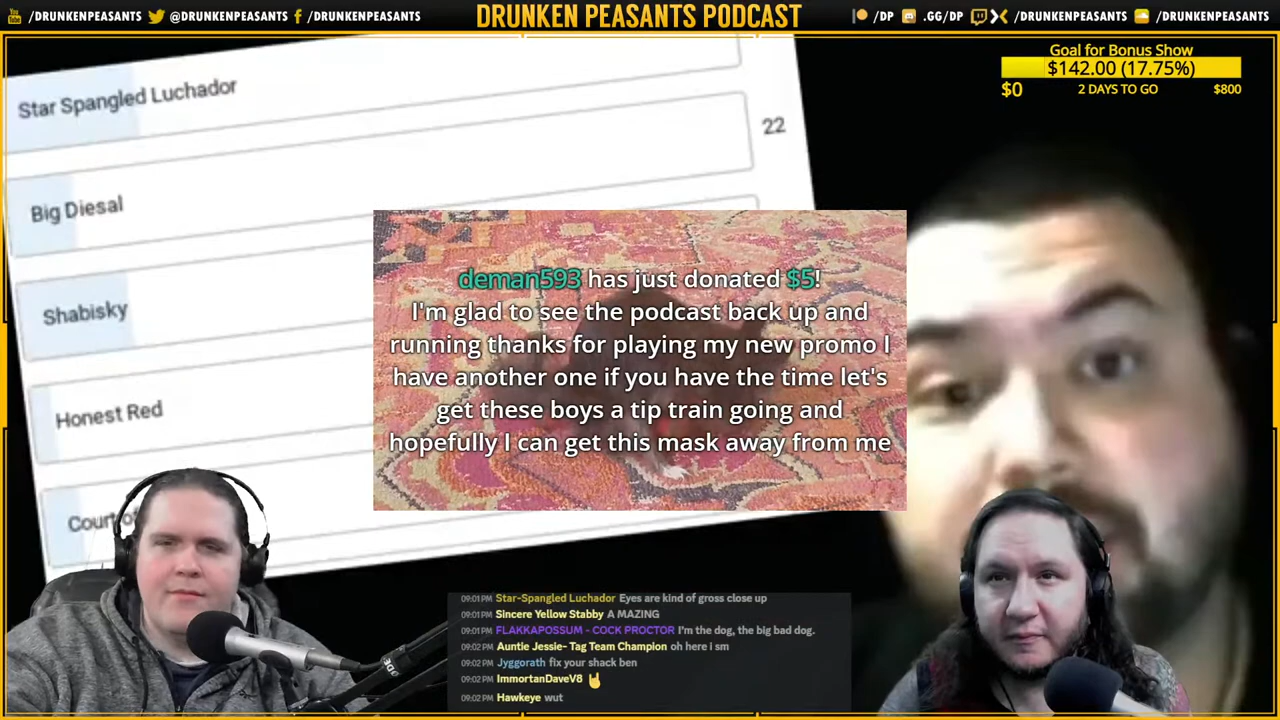 /DRUNKENPEASANTS @DRUNKENPEASANTS /DRUNKENPEASANTS
DRUNKEN PEASANTS PODCAST
/DP .GG/DP /DRUNKENPEASANTS /DRUNKENPEASANTS
Goal for Bonus Show
$142.00 (17.75%)
$0 2 DAYS TO GO $800
Star Spangled Luchador
22
Big Diesal
Shabisky
Honest Red
deman593 has just donated $5!
I'm glad to see the podcast back up and
running thanks for playing my new promo I
have another one if you have the time let's
get these boys a tip train going and
hopefully I can get this mask away from me
09:01 PM Star-Spangled Luchador Eyes are kind of gross close up
09:01 PM Sincere Yellow Stabby A MAZING
09:01 PM FLAKKAPOSSUM - COCK PROCTOR I'm the dog, the big bad dog.
09:02 PM Auntie Jessie- Tag Team Champion oh here i sm
09:02 PM Jyggorath fix your shack ben
09:02 PM ImmortanDaveV8 🤘
09:02 PM Hawkeye wut